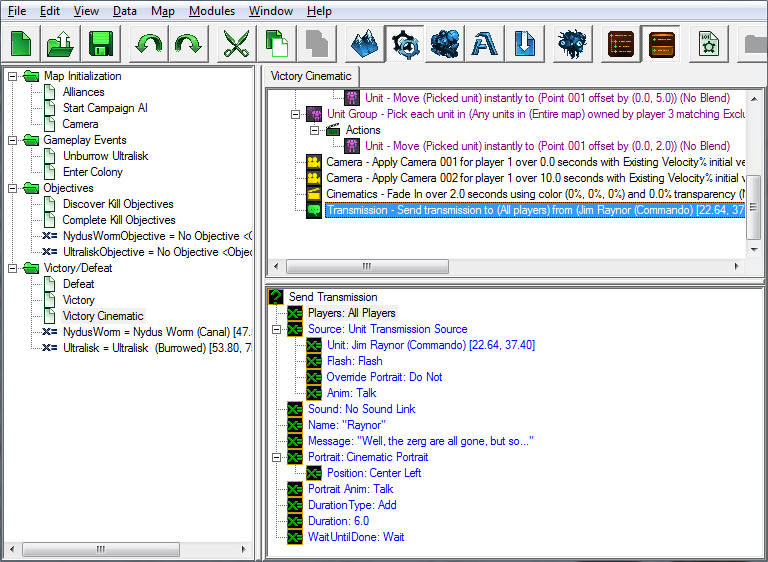 File Edit View Data Map Modules Window Help
Map Initialization
Alliances
Start Campaign AI
Camera
Gameplay Events
Unburrow Ultralisk
Enter Colony
Objectives
Discover Kill Objectives
Complete Kill Objectives
NydusWormObjective = No Objective <O
UltraliskObjective = No Objective <Objec
Victory/Defeat
Defeat
Victory
Victory Cinematic
NydusWorm = Nydus Worm (Canal) [47.5
Ultralisk = Ultralisk (Burrowed) [53.80, 7
Victory Cinematic
Unit - Move (Picked unit) instantly to (Point 001 offset by (0.0, 5.0)) (No Blend)
Unit Group - Pick each unit in (Any units in (Entire map) owned by player 3 matching Exclu
Actions
Unit - Move (Picked unit) instantly to (Point 001 offset by (0.0, 2.0)) (No Blend)
Camera - Apply Camera 001 for player 1 over 0.0 seconds with Existing Velocity% initial ve
Camera - Apply Camera 002 for player 1 over 10.0 seconds with Existing Velocity% initial v
Cinematics - Fade In over 2.0 seconds using color (0%, 0%, 0%) and 0.0% transparency (N
Transmission - Send transmission to (All players) from (Jim Raynor (Commando) [22.64, 37.
Send Transmission
Players: All Players
Source: Unit Transmission Source
Unit: Jim Raynor (Commando) [22.64, 37.40]
Flash: Flash
Override Portrait: Do Not
Anim: Talk
Sound: No Sound Link
Name: "Raynor"
Message: "Well, the zerg are all gone, but so..."
Portrait: Cinematic Portrait
Position: Center Left
Portrait Anim: Talk
DurationType: Add
Duration: 6.0
WaitUntilDone: Wait